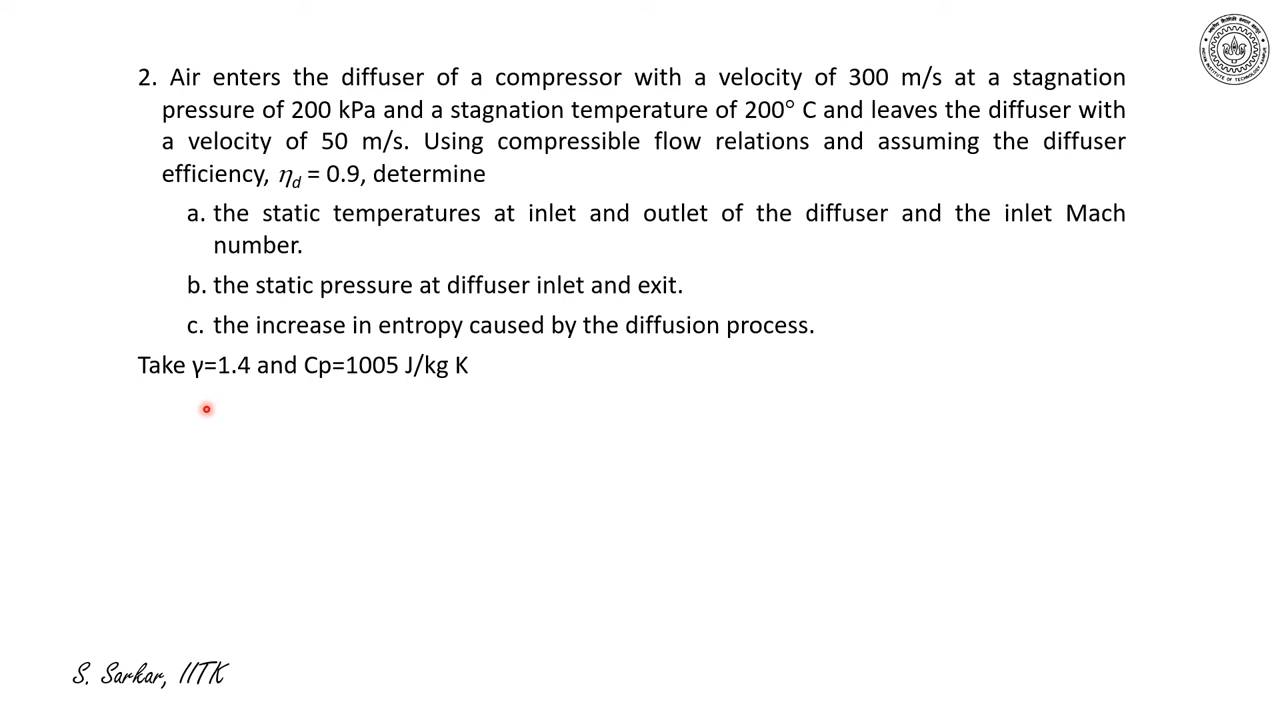 2. Air enters the diffuser of a compressor with a velocity of 300 m/s at a stagnation
pressure of 200 kPa and a stagnation temperature of 200° C and leaves the diffuser with
a velocity of 50 m/s. Using compressible flow relations and assuming the diffuser
efficiency, η_d = 0.9, determine
a. the static temperatures at inlet and outlet of the diffuser and the inlet Mach
number.
b. the static pressure at diffuser inlet and exit.
c. the increase in entropy caused by the diffusion process.
Take γ=1.4 and Cp=1005 J/kg K
S. Sarkar, IITK